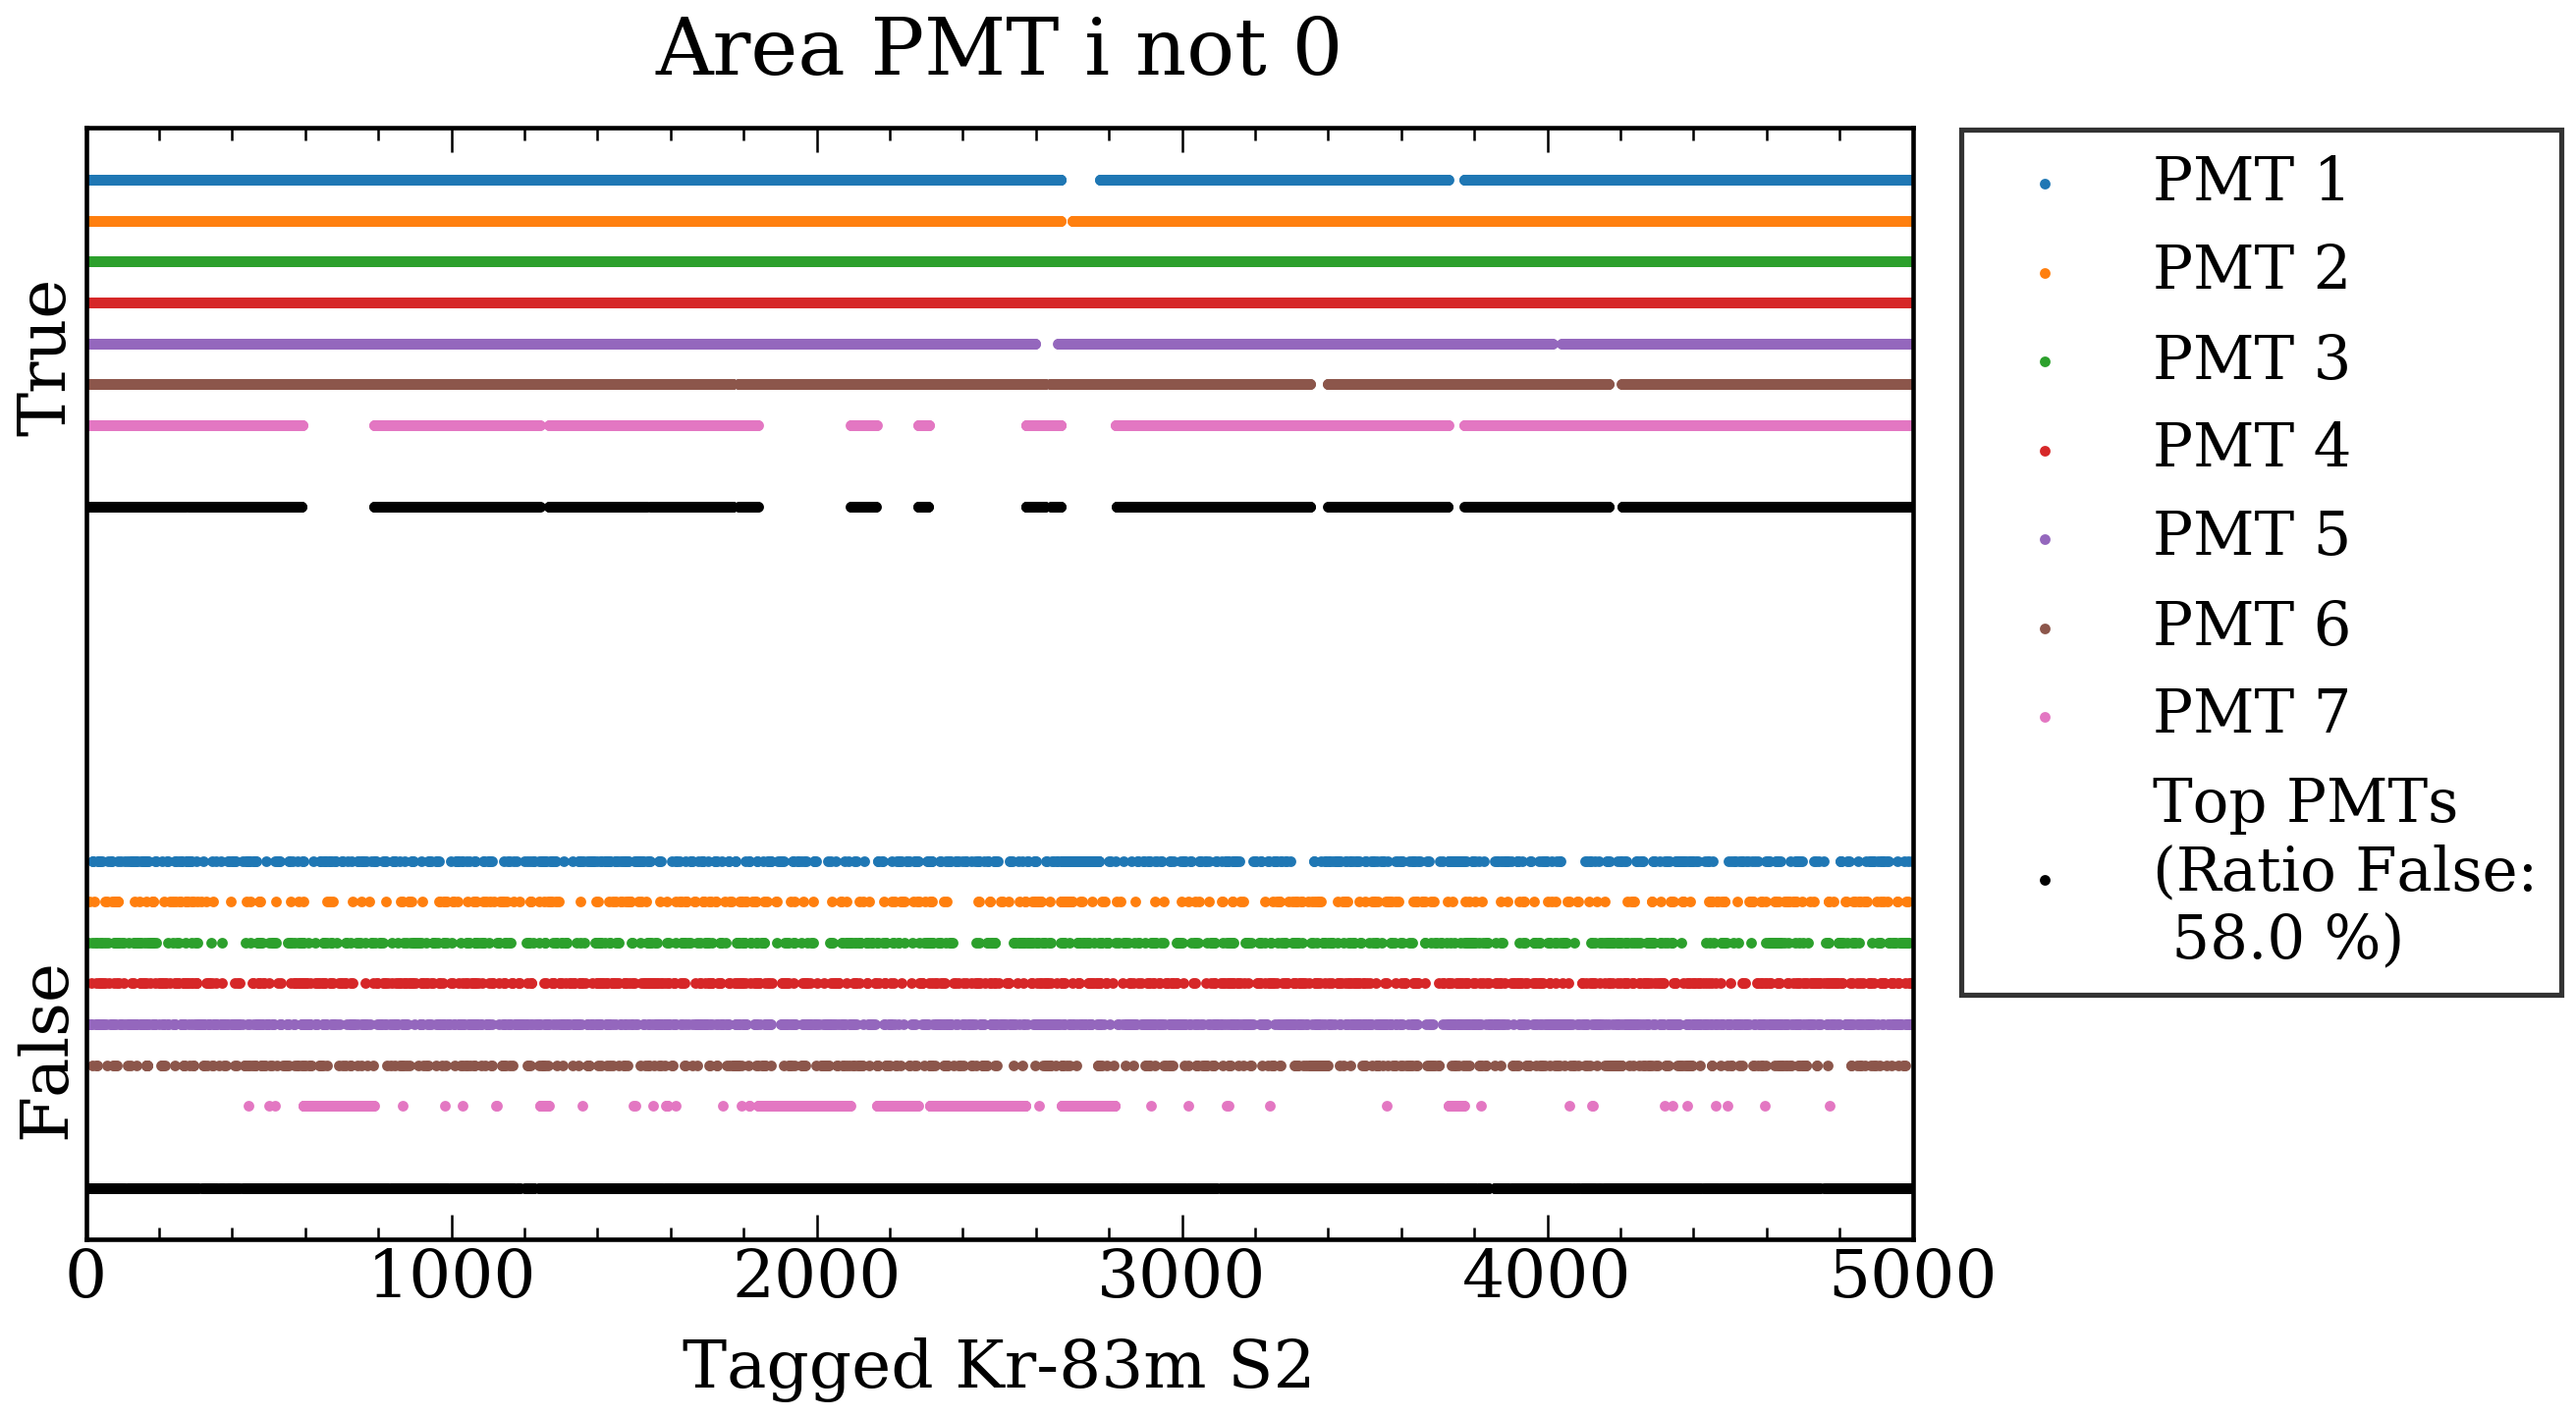 Area PMT i not 0
True
False
0 1000 2000 3000 4000 5000
Tagged Kr-83m S2
PMT 1
PMT 2
PMT 3
PMT 4
PMT 5
PMT 6
PMT 7
Top PMTs
(Ratio False:
58.0 %)